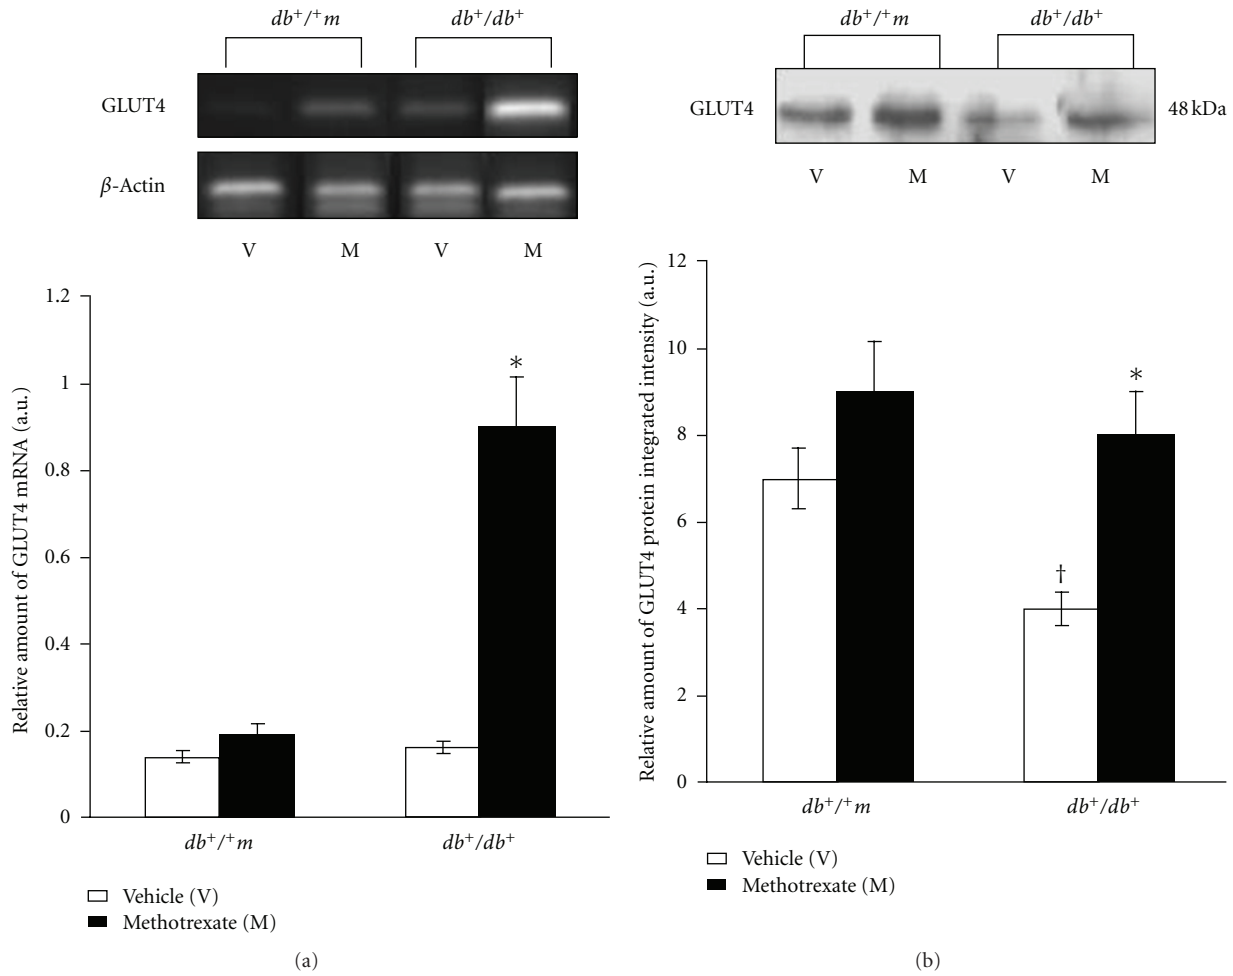 db⁺/⁺m db⁺/db⁺
GLUT4
β-Actin
V M V M
Relative amount of GLUT4 mRNA (a.u.)
1.2
1
0.8
0.6
0.4
0.2
0
*
db⁺/⁺m db⁺/db⁺
Vehicle (V)
Methotrexate (M)
(a)
db⁺/⁺m db⁺/db⁺
GLUT4 48 kDa
V M V M
Relative amount of GLUT4 protein integrated intensity (a.u.)
12
10
8
6
4
2
0
†
*
db⁺/⁺m db⁺/db⁺
Vehicle (V)
Methotrexate (M)
(b)